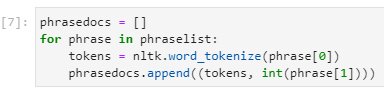 [7]: phrasedocs = []
for phrase in phraselist:
    tokens = nltk.word_tokenize(phrase[0])
    phrasedocs.append((tokens, int(phrase[1])))